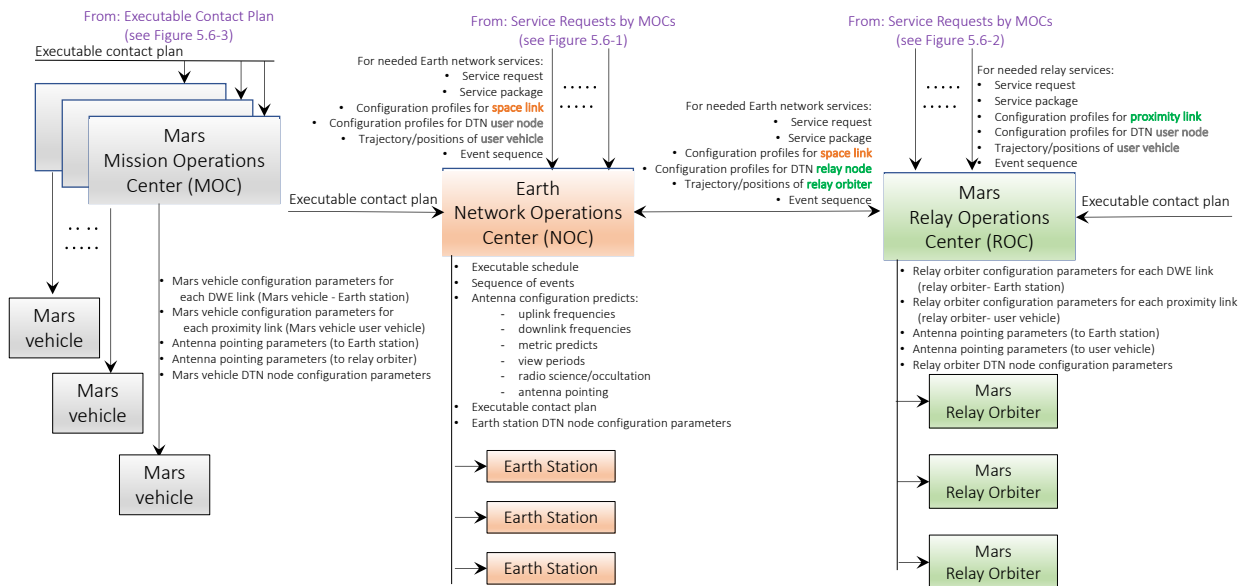 From: Executable Contact Plan
(see Figure 5.6-3)
Executable contact plan
Mars
Mission Operations
Center (MOC)
Executable contact plan
• Mars vehicle configuration parameters for
each DWE link (Mars vehicle - Earth station)
• Mars vehicle configuration parameters for
each proximity link (Mars vehicle user vehicle)
• Antenna pointing parameters (to Earth station)
• Antenna pointing parameters (to relay orbiter)
• Mars vehicle DTN node configuration parameters
Mars
vehicle
Mars
vehicle
Mars
vehicle
From: Service Requests by MOCs
(see Figure 5.6-1)
For needed Earth network services:
• Service request
• Service package
• Configuration profiles for space link
• Configuration profiles for DTN user node
• Trajectory/positions of user vehicle
• Event sequence
Earth
Network Operations
Center (NOC)
• Executable schedule
• Sequence of events
• Antenna configuration predicts:
- uplink frequencies
- downlink frequencies
- metric predicts
- view periods
- radio science/occultation
- antenna pointing
• Executable contact plan
• Earth station DTN node configuration parameters
Earth Station
Earth Station
Earth Station
For needed Earth network services:
• Service request
• Service package
• Configuration profiles for space link
• Configuration profiles for DTN relay node
• Trajectory/positions of relay orbiter
• Event sequence
From: Service Requests by MOCs
(see Figure 5.6-2)
For needed relay services:
• Service request
• Service package
• Configuration profiles for proximity link
• Configuration profiles for DTN user node
• Trajectory/positions of user vehicle
• Event sequence
Mars
Relay Operations
Center (ROC)
Executable contact plan
• Relay orbiter configuration parameters for each DWE link
(relay orbiter- Earth station)
• Relay orbiter configuration parameters for each proximity link
(relay orbiter- user vehicle)
• Antenna pointing parameters (to Earth station)
• Antenna pointing parameters (to user vehicle)
• Relay orbiter DTN node configuration parameters
Mars
Relay Orbiter
Mars
Relay Orbiter
Mars
Relay Orbiter